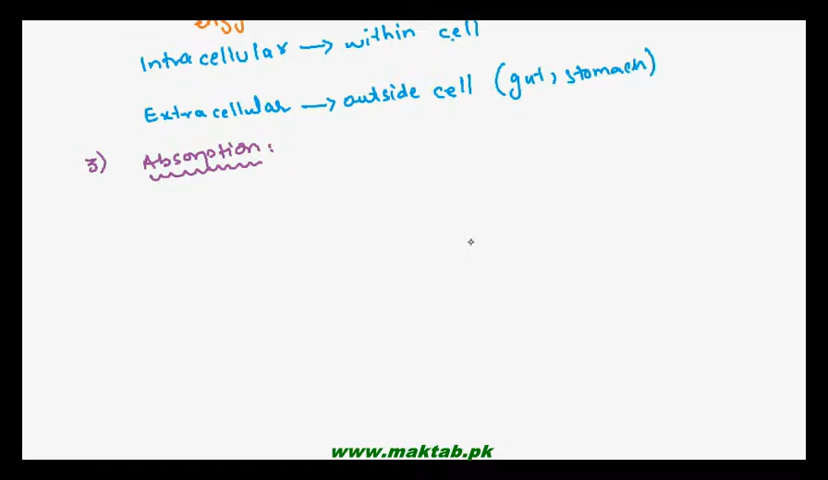 Intracellular → within cell
Extracellular → outside cell (gut, stomach)
3) Absorption:
www.maktab.pk